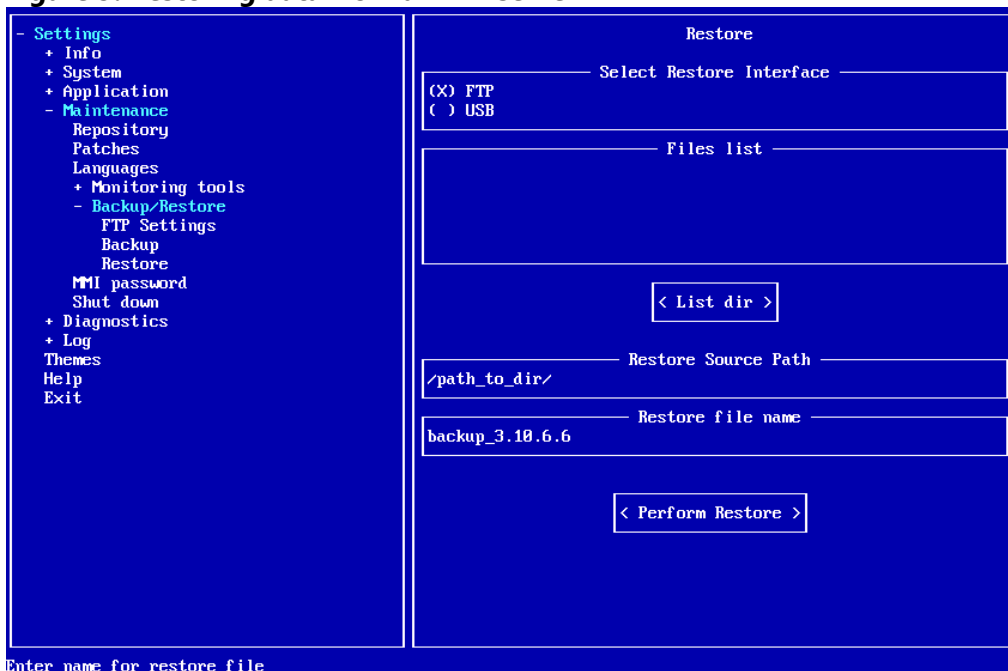 - Settings
+ Info
+ System
+ Application
- Maintenance
Repository
Patches
Languages
+ Monitoring tools
- Backup/Restore
FTP Settings
Backup
Restore
MMI password
Shut down
+ Diagnostics
+ Log
Themes
Help
Exit
Restore
Select Restore Interface
(X) FTP
( ) USB
Files list
< List dir >
Restore Source Path
/path_to_dir/
Restore file name
backup_3.10.6.6
< Perform Restore >
Enter name for restore file